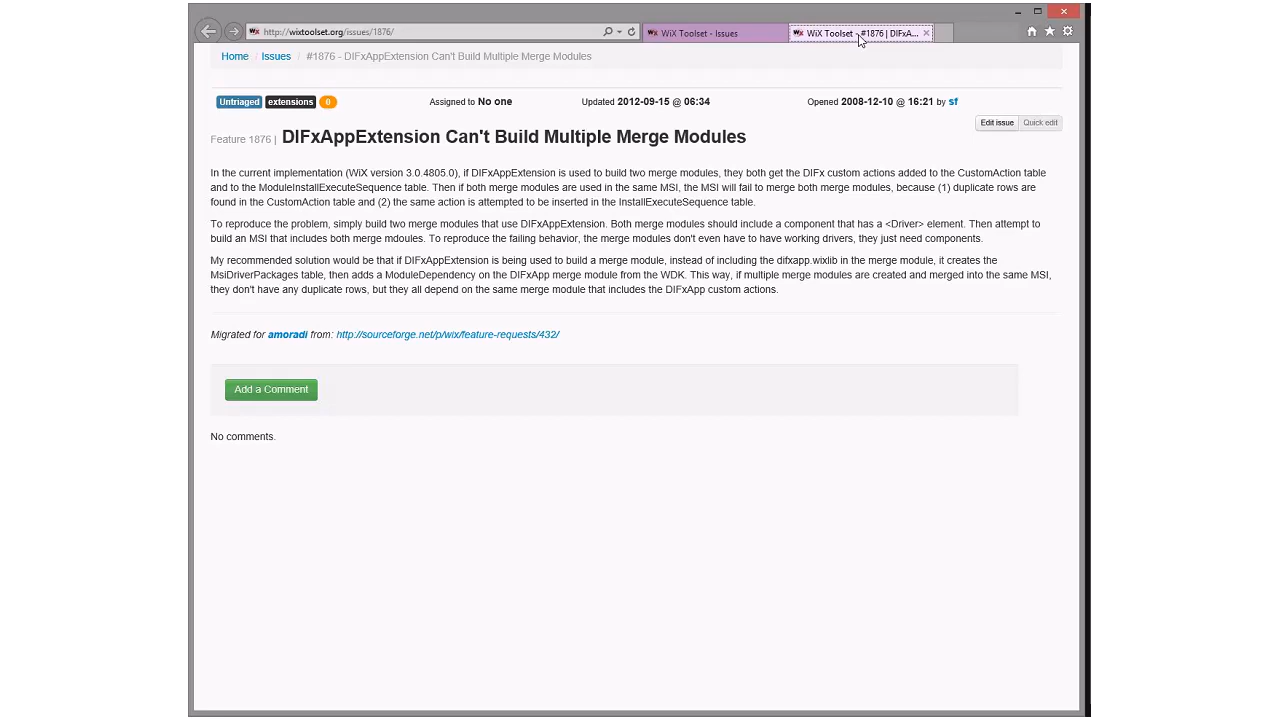 http://wixtoolset.org/issues/1876/
WiX Toolset - Issues
WiX Toolset - #1876 | DIFxA...
Home / Issues / #1876 - DIFxAppExtension Can't Build Multiple Merge Modules
Untriaged extensions 0 Assigned to No one Updated 2012-09-15 @ 06:34 Opened 2008-12-10 @ 16:21 by sf
Edit issue Quick edit
Feature 1876 | DIFxAppExtension Can't Build Multiple Merge Modules
In the current implementation (WiX version 3.0.4805.0), if DIFxAppExtension is used to build two merge modules, they both get the DIFx custom actions added to the CustomAction table
and to the ModuleInstallExecuteSequence table. Then if both merge modules are used in the same MSI, the MSI will fail to merge both merge modules, because (1) duplicate rows are
found in the CustomAction table and (2) the same action is attempted to be inserted in the InstallExecuteSequence table.
To reproduce the problem, simply build two merge modules that use DIFxAppExtension. Both merge modules should include a component that has a <Driver> element. Then attempt to
build an MSI that includes both merge mdoules. To reproduce the failing behavior, the merge modules don't even have to have working drivers, they just need components.
My recommended solution would be that if DIFxAppExtension is being used to build a merge module, instead of including the difxapp.wixlib in the merge module, it creates the
MsiDriverPackages table, then adds a ModuleDependency on the DIFxApp merge module from the WDK. This way, if multiple merge modules are created and merged into the same MSI,
they don't have any duplicate rows, but they all depend on the same merge module that includes the DIFxApp custom actions.
Migrated for amoradi from: http://sourceforge.net/p/wix/feature-requests/432/
Add a Comment
No comments.